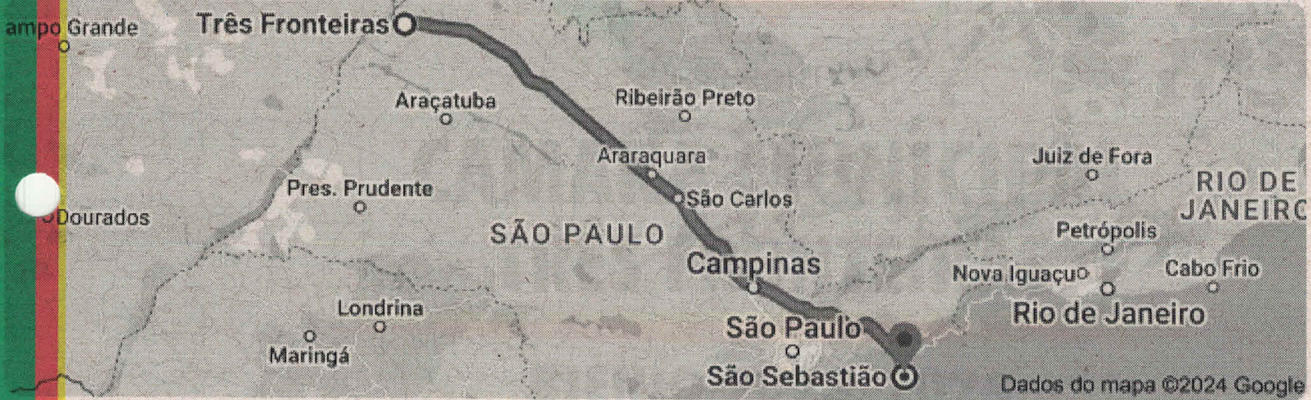 ampo Grande
Três Fronteiras
Araçatuba
Ribeirão Preto
Araraquara
Juiz de Fora
Pres. Prudente
São Carlos
RIO DE
JANEIRO
Dourados
SÃO PAULO
Petrópolis
Campinas
Nova Iguaçu
Cabo Frio
Londrina
Rio de Janeiro
São Paulo
Maringá
São Sebastião
Dados do mapa ©2024 Google